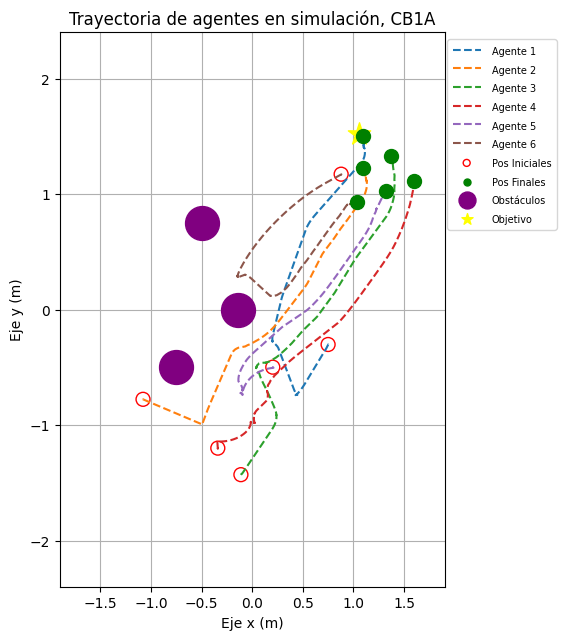 Trayectoria de agentes en simulación, CB1A
Eje y (m)
2
1
0
−1
−2
−1.5
−1.0
−0.5
0.0
0.5
1.0
1.5
Eje x (m)
Agente 1
Agente 2
Agente 3
Agente 4
Agente 5
Agente 6
Pos Iniciales
Pos Finales
Obstáculos
Objetivo